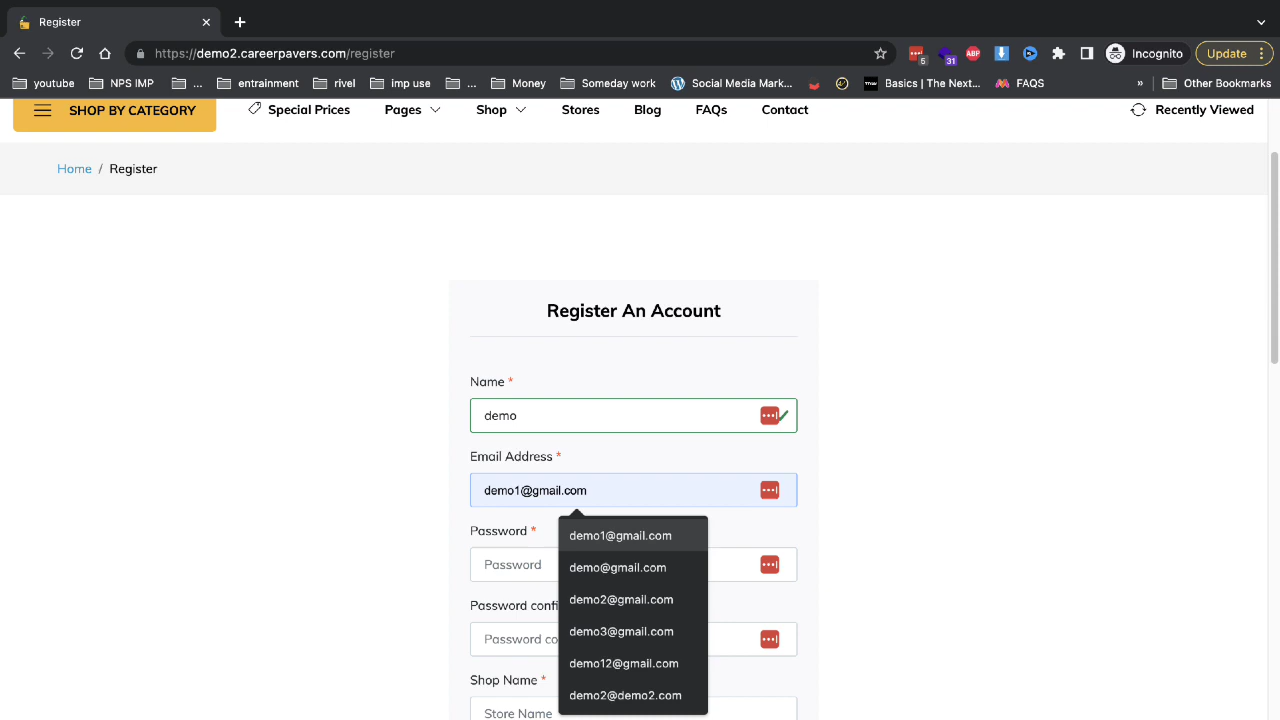 Register
https://demo2.careerpavers.com/register
5
31
ABP
Incognito
Update
youtube
NPS IMP
...
entertainment
rivel
Imp use
...
Money
Someday work
Social Media Mark...
Basics | The Next...
FAQS
»
Other Bookmarks
SHOP BY CATEGORY
Special Prices
Pages
Shop
Stores
Blog
FAQs
Contact
Recently Viewed
Home / Register
Register An Account
Name *
demo
Email Address *
demo1@gmail.com
demo1@gmail.com
Password *
Password
demo@gmail.com
demo2@gmail.com
Password confi
Password co
demo3@gmail.com
demo12@gmail.com
Shop Name *
demo2@demo2.com
Store Name